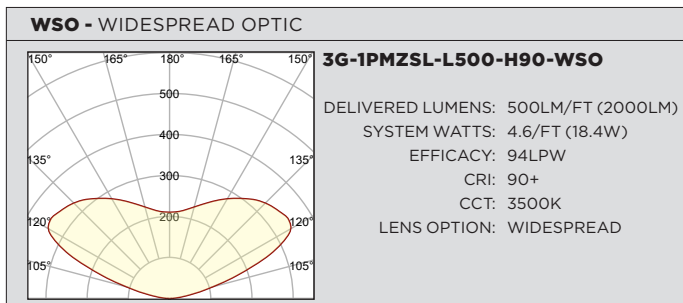 WSO - WIDESPREAD OPTIC
150° 165° 180° 165° 150°
500
400
135° 135°
300
120° 200 120°
105° 105°
3G-1PMZSL-L500-H90-WSO
DELIVERED LUMENS: 500LM/FT (2000LM)
SYSTEM WATTS: 4.6/FT (18.4W)
EFFICACY: 94LPW
CRI: 90+
CCT: 3500K
LENS OPTION: WIDESPREAD